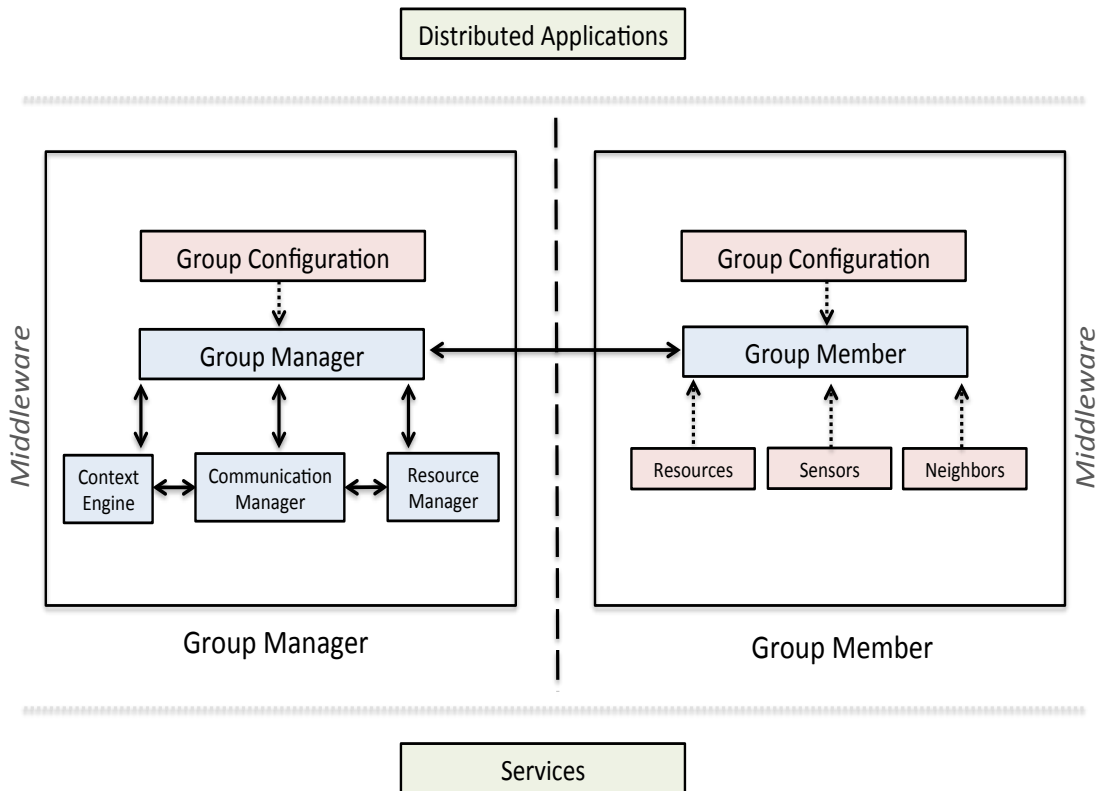 Distributed Applications
Middleware
Group Configuration
Group Manager
Context
Engine
Communication
Manager
Resource
Manager
Group Manager
Group Configuration
Group Member
Resources
Sensors
Neighbors
Group Member
Middleware
Services